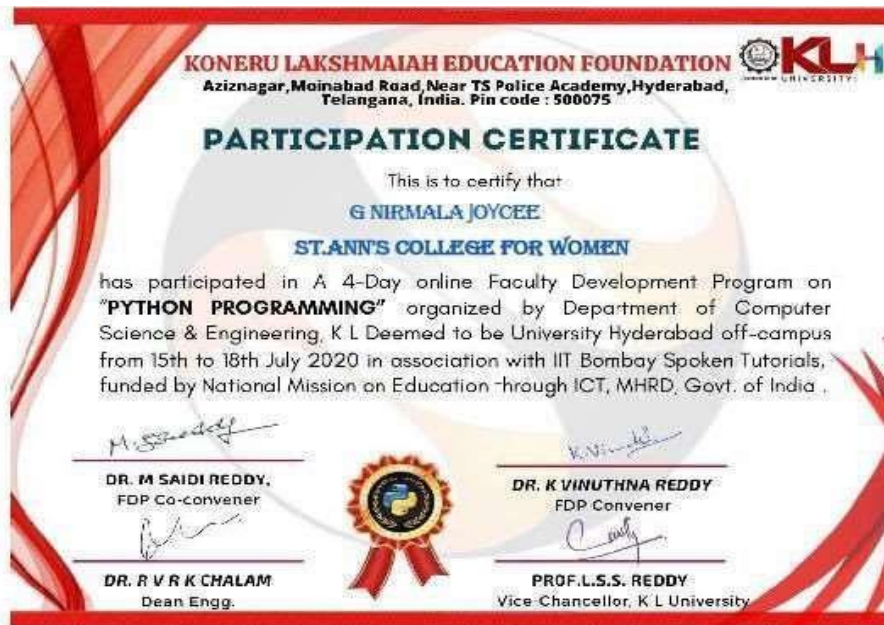 KONERU LAKSHMAIAH EDUCATION FOUNDATION
KLH
UNIVERSITY
Aziznagar,Moinabad Road,Near TS Police Academy,Hyderabad,
Telangana, India. Pin code : 500075
PARTICIPATION CERTIFICATE
This is to certify that
G NIRMALA JOYCEE
ST.ANN'S COLLEGE FOR WOMEN
has participated in A 4-Day online Faculty Development Program on
"PYTHON PROGRAMMING" organized by Department of Computer
Science & Engineering, K L Deemed to be University Hyderabad off-campus
from 15th to 18th July 2020 in association with IIT Bombay Spoken Tutorials,
funded by National Mission on Education through ICT, MHRD, Govt. of India .
DR. M SAIDI REDDY,
FDP Co-convener
DR. K VINUTHNA REDDY
FDP Convener
DR. R V R K CHALAM
Dean Engg.
PROF.L.S.S. REDDY
Vice-Chancellor, K L University